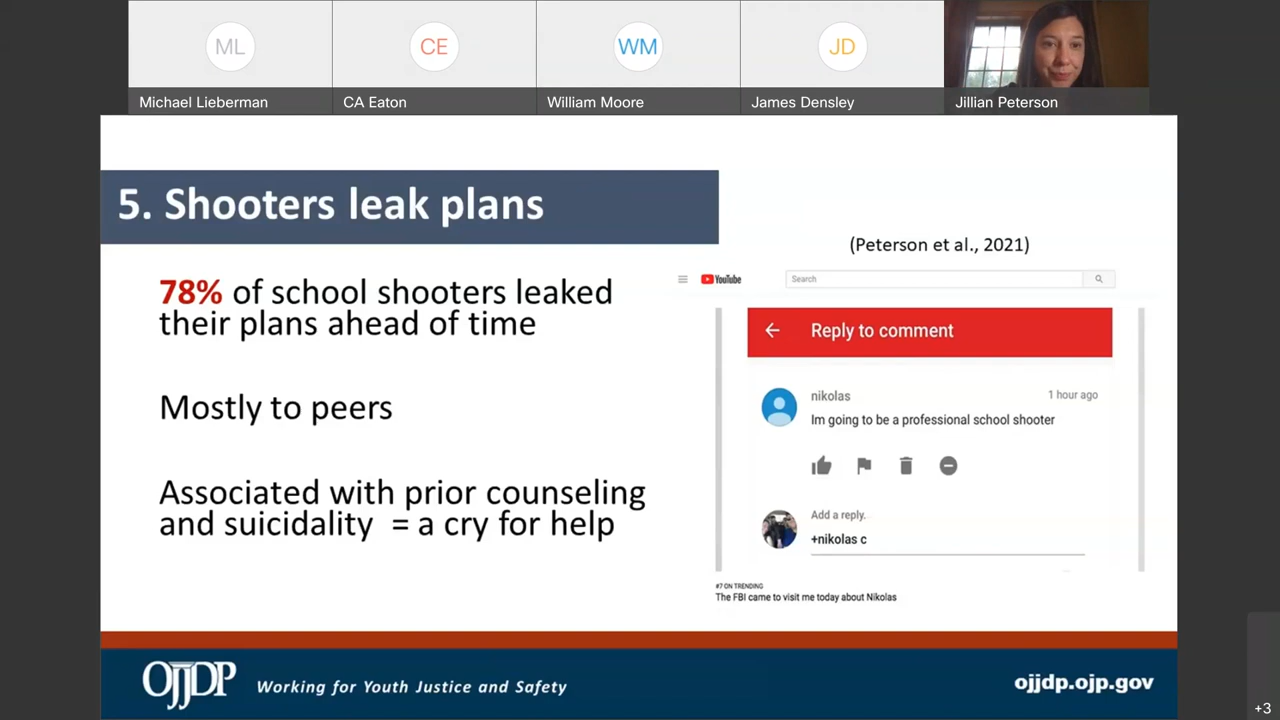 ML
CE
WM
JD
Michael Lieberman
CA Eaton
William Moore
James Densley
Jillian Peterson
5. Shooters leak plans
78% of school shooters leaked
their plans ahead of time
Mostly to peers
Associated with prior counseling
and suicidality = a cry for help
(Peterson et al., 2021)
YouTube
Search
Reply to comment
nikolas
1 hour ago
Im going to be a professional school shooter
Add a reply.
+nikolas c
#7 ON TRENDING
The FBI came to visit me today about Nikolas
OJJDP
Working for Youth Justice and Safety
ojjdp.ojp.gov
+3